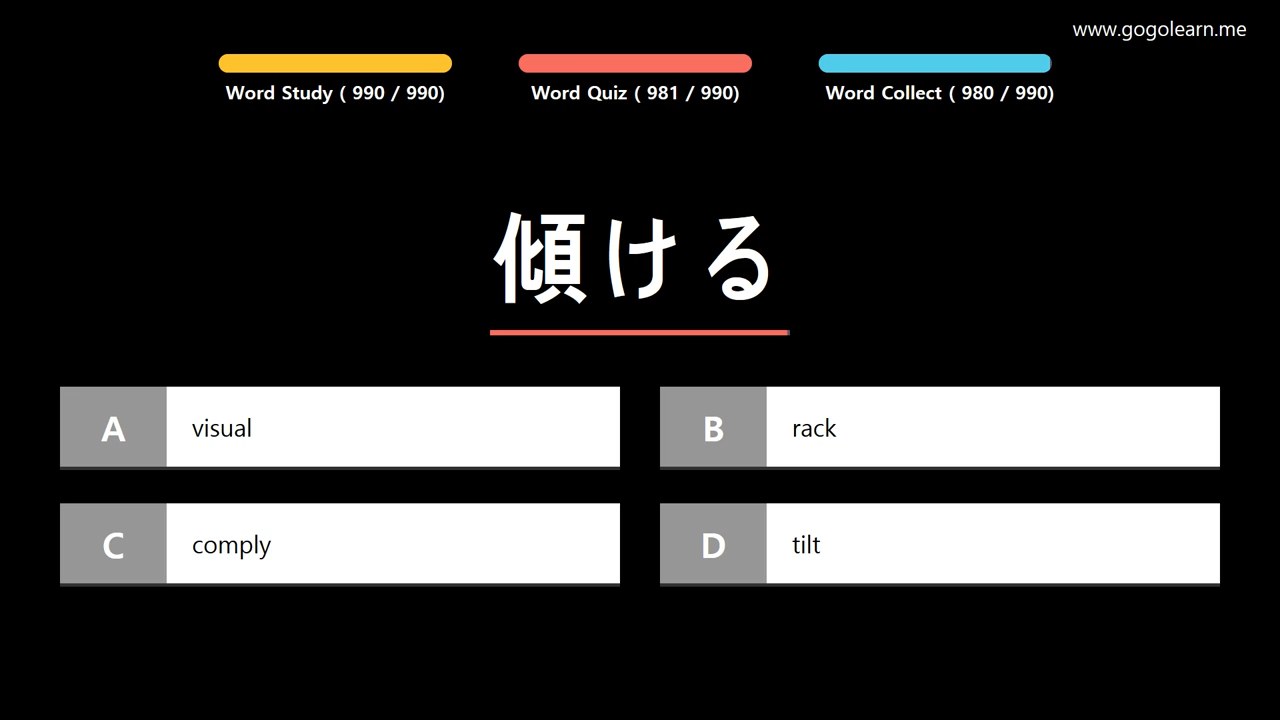 www.gogolearn.me
Word Study ( 990 / 990)
Word Quiz ( 981 / 990)
Word Collect ( 980 / 990)
傾ける
A visual
B rack
C comply
D tilt